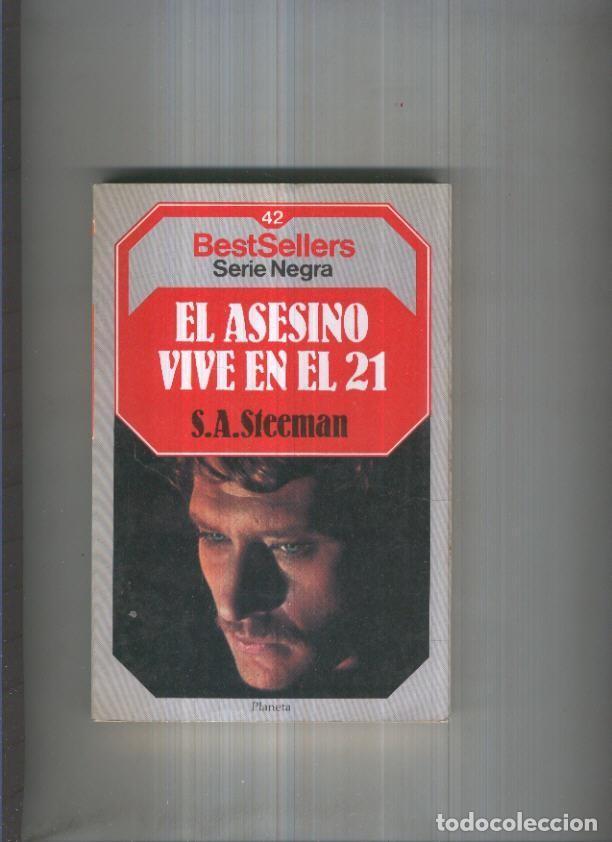 42
BestSellers
Serie Negra
EL ASESINO
VIVE EN EL 21
S.A.Steeman
Planeta
todocoleccion